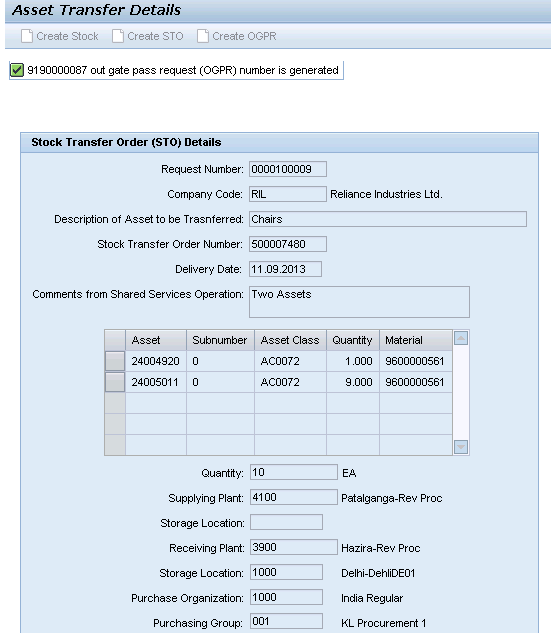 Asset Transfer Details
Create Stock Create STO Create OGPR
9190000087 out gate pass request (OGPR) number is generated
Stock Transfer Order (STO) Details
Request Number: 0000100009
Company Code: RIL Reliance Industries Ltd.
Description of Asset to be Trasnferred: Chairs
Stock Transfer Order Number: 500007480
Delivery Date: 11.09.2013
Comments from Shared Services Operation: Two Assets
Asset Subnumber Asset Class Quantity Material
24004920 0 AC0072 1.000 9600000561
24005011 0 AC0072 9.000 9600000561
Quantity: 10 EA
Supplying Plant: 4100 Patalganga-Rev Proc
Storage Location:
Receiving Plant: 3900 Hazira-Rev Proc
Storage Location: 1000 Delhi-DehliDE01
Purchase Organization: 1000 India Regular
Purchasing Group: 001 KL Procurement 1